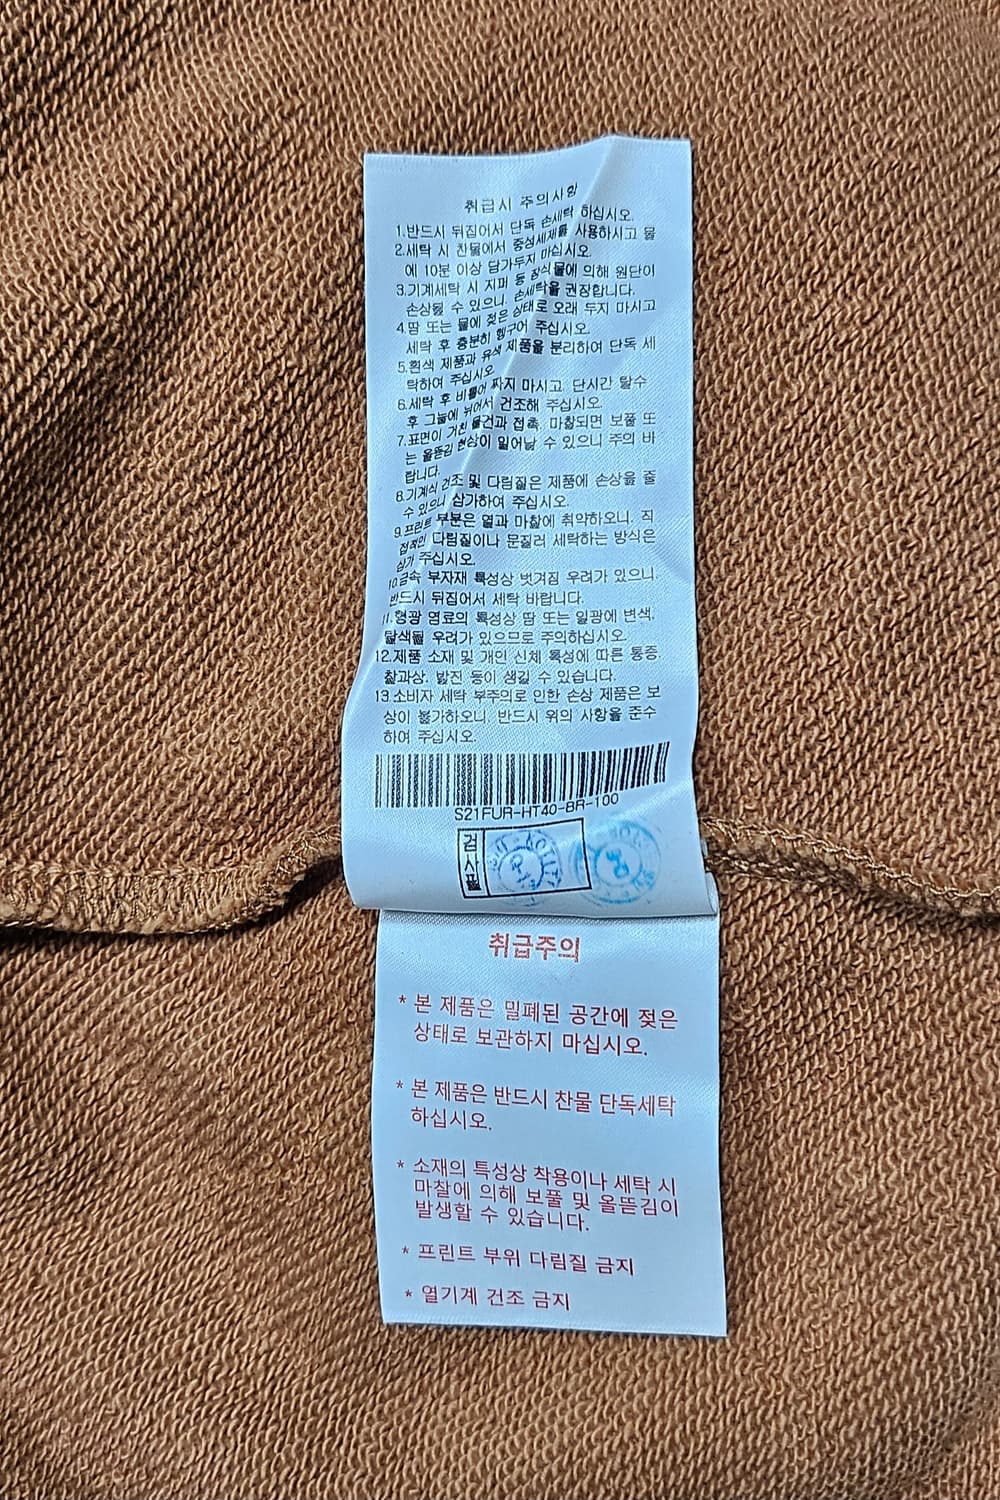 취급시 주의사항
1.반드시 뒤집어서 단독 손세탁 하십시오.
2.세탁 시 찬물에서 중성세제를 사용하시고 물
에 10분 이상 담가두지 마십시오.
3.기계세탁 시 지퍼 등 장식물에 의해 원단이
손상될 수 있으니, 손세탁을 권장합니다.
4.땀 또는 물에 젖은 상태로 오래 두지 마시고
세탁 후 충분히 헹구어 주십시오.
5.흰색 제품과 유색 제품을 분리하여 단독 세
탁하여 주십시오.
6.세탁 후 비틀어 짜지 마시고, 단시간 탈수
후 그늘에 뉘어서 건조해 주십시오.
7.표면이 거친 물건과 접촉, 마찰되면 보풀 또
는 올뜯김 현상이 일어날 수 있으니 주의 바
랍니다.
8.기계식 건조 및 다림질은 제품에 손상을 줄
수 있으니 삼가하여 주십시오.
9.프린트 부분은 열과 마찰에 취약하오니, 직
접적인 다림질이나 문질러 세탁하는 방식은
삼가 주십시오.
10.금속 부자재 특성상 벗겨짐 우려가 있으니,
반드시 뒤집어서 세탁 바랍니다.
11.형광 염료의 특성상 땀 또는 일광에 변색,
탈색될 우려가 있으므로 주의하십시오.
12.제품 소재 및 개인 신체 특성에 따른 통증,
찰과상, 발진 등이 생길 수 있습니다.
13.소비자 세탁 부주의로 인한 손상 제품은 보
상이 불가하오니, 반드시 위의 사항을 준수
하여 주십시오.
S21FUR-HT40-BR-100
검사필
취급주의
* 본 제품은 밀폐된 공간에 젖은
상태로 보관하지 마십시오.
* 본 제품은 반드시 찬물 단독세탁
하십시오.
* 소재의 특성상 착용이나 세탁 시
마찰에 의해 보풀 및 올뜯김이
발생할 수 있습니다.
* 프린트 부위 다림질 금지
* 열기계 건조 금지